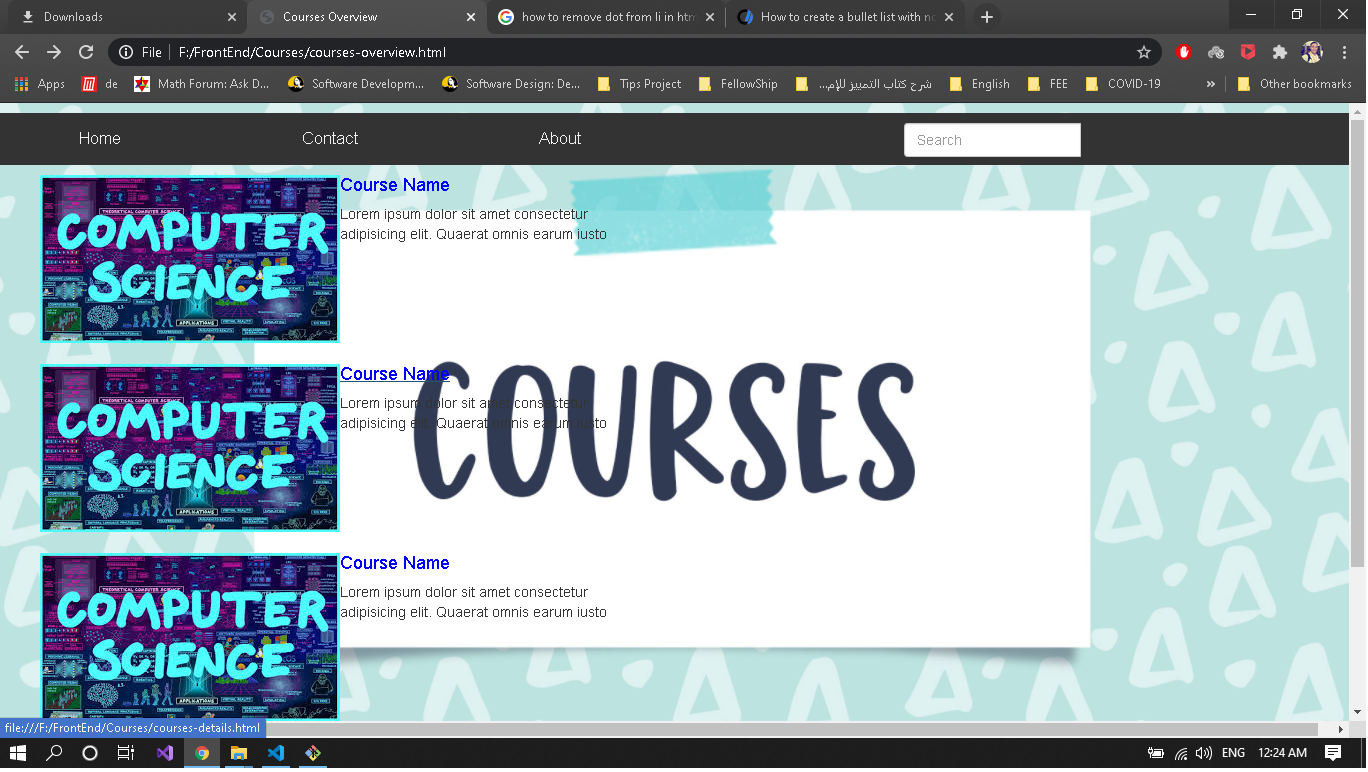 Downloads
Courses Overview
how to remove dot from li in htm
How to create a bullet list with no
File F:/FrontEnd/Courses/courses-overview.html
Apps de Math Forum: Ask D... Software Developm... Software Design: De... Tips Project FellowShip شرح كتاب التمييز للإم... English FEE COVID-19 » Other bookmarks
Home Contact About Search
COMPUTER
SCIENCE
Course Name
Lorem ipsum dolor sit amet consectetur
adipisicing elit. Quaerat omnis earum iusto
COMPUTER
SCIENCE
Course Name
Lorem ipsum dolor sit amet consectetur
adipisicing elit. Quaerat omnis earum iusto
COURSES
COMPUTER
SCIENCE
Course Name
Lorem ipsum dolor sit amet consectetur
adipisicing elit. Quaerat omnis earum iusto
file:///F:/FrontEnd/Courses/courses-details.html
ENG 12:24 AM